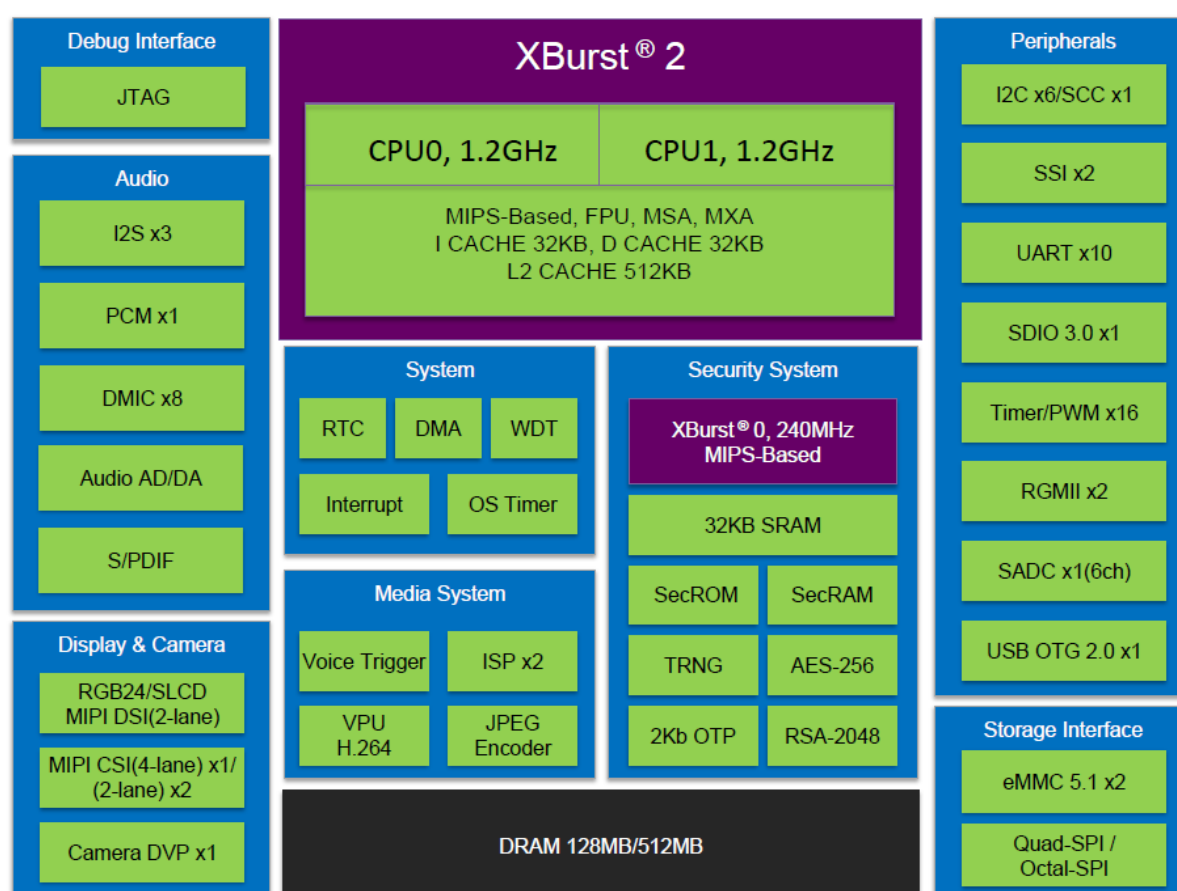 Debug Interface
JTAG
Audio
I2S x3
PCM x1
DMIC x8
Audio AD/DA
S/PDIF
Display & Camera
RGB24/SLCD
MIPI DSI(2-lane)
MIPI CSI(4-lane) x1/
(2-lane) x2
Camera DVP x1
XBurst® 2
CPU0, 1.2GHz
CPU1, 1.2GHz
MIPS-Based, FPU, MSA, MXA
I CACHE 32KB, D CACHE 32KB
L2 CACHE 512KB
System
RTC
DMA
WDT
Interrupt
OS Timer
Media System
Voice Trigger
ISP x2
VPU
H.264
JPEG
Encoder
Security System
XBurst®0, 240MHz
MIPS-Based
32KB SRAM
SecROM
SecRAM
TRNG
AES-256
2Kb OTP
RSA-2048
DRAM 128MB/512MB
Peripherals
I2C x6/SCC x1
SSI x2
UART x10
SDIO 3.0 x1
Timer/PWM x16
RGMII x2
SADC x1(6ch)
USB OTG 2.0 x1
Storage Interface
eMMC 5.1 x2
Quad-SPI /
Octal-SPI